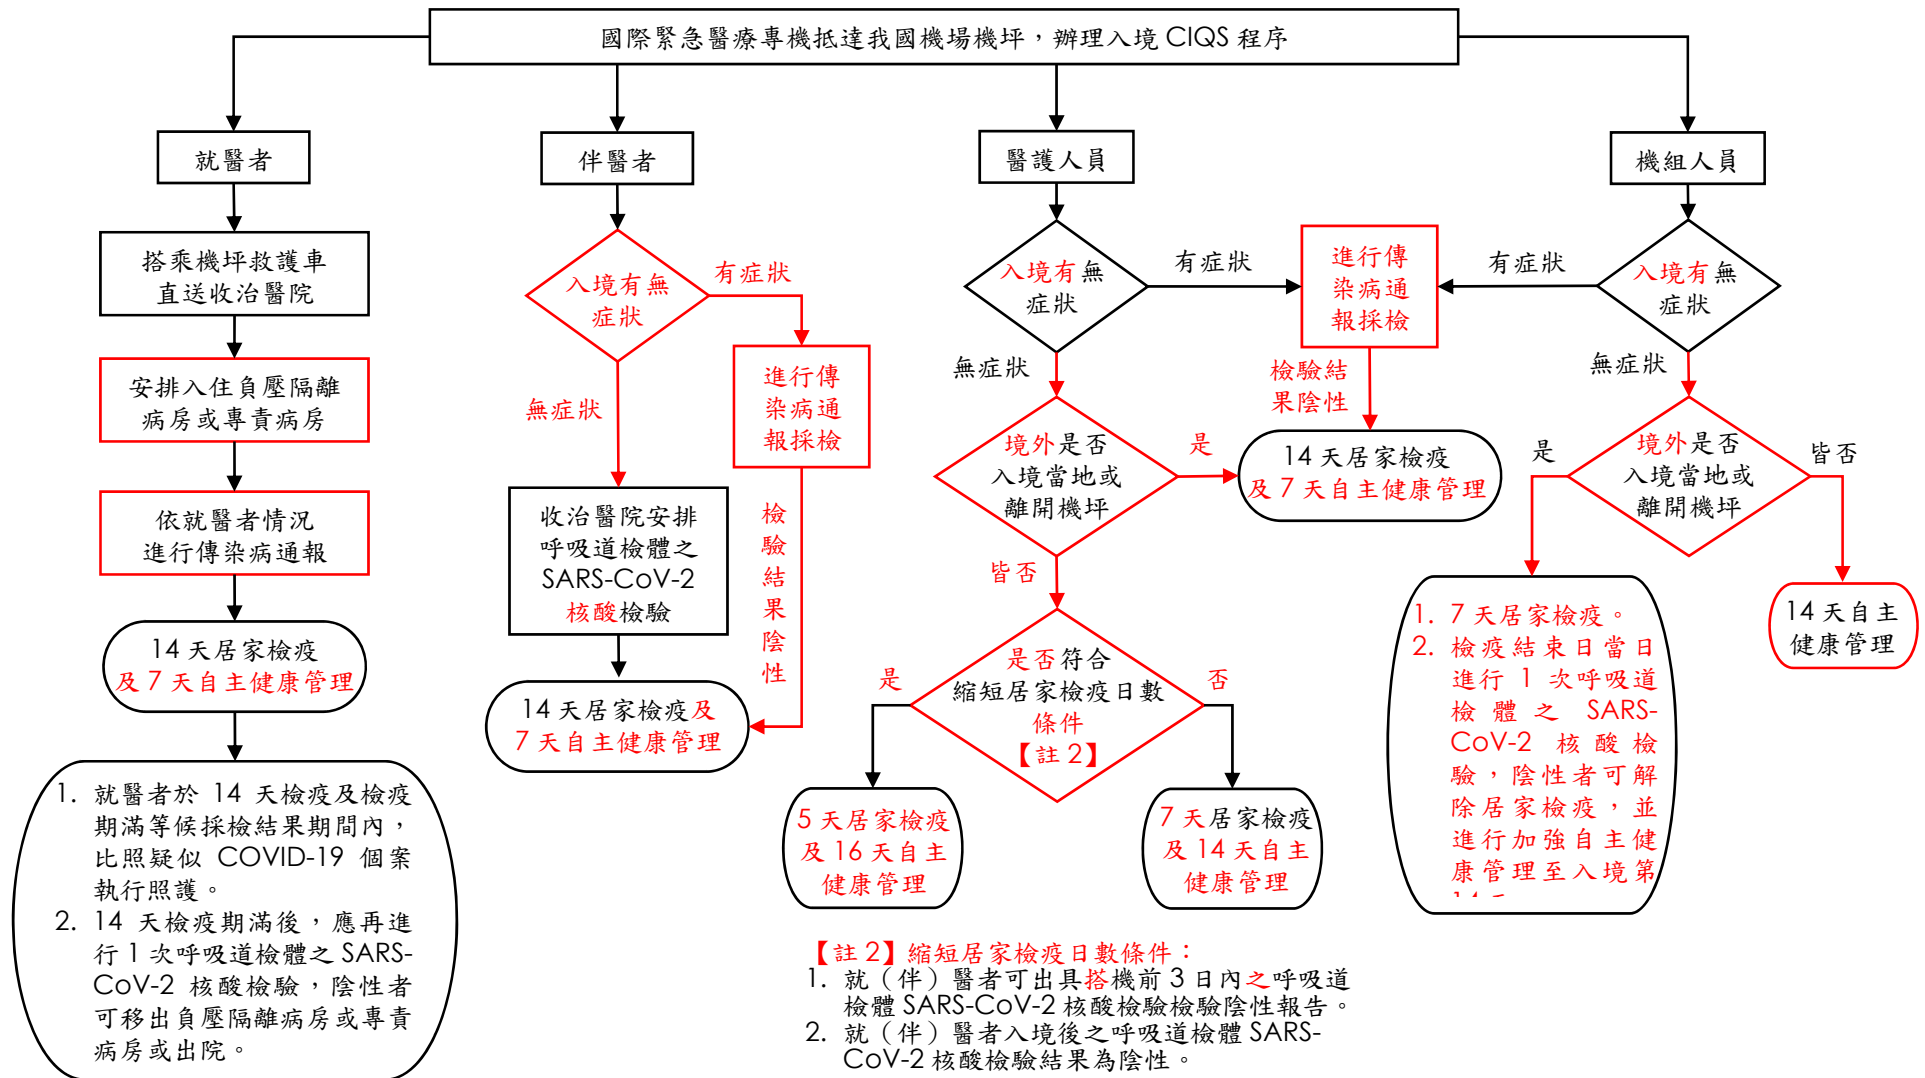 國際緊急醫療專機抵達我國機場機坪，辦理入境 CIQS 程序
就醫者
搭乘機坪救護車
直送收治醫院
安排入住負壓隔離
病房或專責病房
依就醫者情況
進行傳染病通報
14 天居家檢疫
及 7 天自主健康管理
1. 就醫者於 14 天檢疫及檢疫
期滿等候採檢結果期間內，
比照疑似 COVID-19 個案
執行照護。
2. 14 天檢疫期滿後，應再進
行 1 次呼吸道檢體之 SARS-
CoV-2 核酸檢驗，陰性者
可移出負壓隔離病房或專責
病房或出院。
伴醫者
入境有無
症狀
有症狀
進行傳
染病通
報採檢
無症狀
收治醫院安排
呼吸道檢體之
SARS-CoV-2
核酸檢驗
檢
驗
結
果
陰
性
14 天居家檢疫及
7 天自主健康管理
醫護人員
入境有無
症狀
有症狀
進行傳
染病通
報採檢
無症狀
檢驗結
果陰性
境外是否
入境當地或
離開機坪
是
14 天居家檢疫
及 7 天自主健康管理
皆否
是否符合
縮短居家檢疫日數
條件
【註 2】
是
否
5 天居家檢疫
及 16 天自主
健康管理
7 天居家檢疫
及 14 天自主
健康管理
機組人員
入境有無
症狀
有症狀
無症狀
境外是否
入境當地或
離開機坪
是
皆否
1. 7 天居家檢疫。
2. 檢疫結束日當日
進行 1 次呼吸道
檢體之 SARS-
CoV-2 核酸檢
驗，陰性者可解
除居家檢疫，並
進行加強自主健
康管理至入境第
14 天自主
健康管理
【註 2】縮短居家檢疫日數條件：
1. 就（伴）醫者可出具搭機前 3 日內之呼吸道
檢體 SARS-CoV-2 核酸檢驗檢驗陰性報告。
2. 就（伴）醫者入境後之呼吸道檢體 SARS-
CoV-2 核酸檢驗結果為陰性。